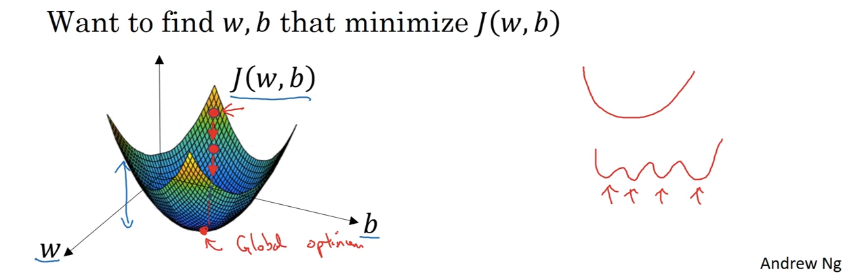 Want to find w, b that minimize J(w, b)
J(w, b)
b
w
Global optimum
Andrew Ng